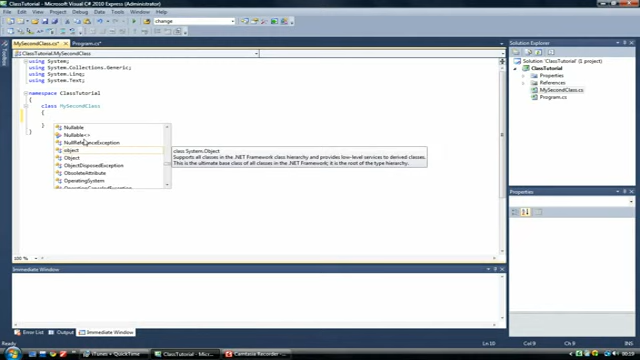 ClassTutorial - Microsoft Visual C# 2010 Express (Administrator)
File Edit View Project Debug Data Tools Window Help
change
MySecondClass.cs* Program.cs*
ClassTutorial.MySecondClass
using System;
using System.Collections.Generic;
using System.Linq;
using System.Text;
namespace ClassTutorial
{
class MySecondClass
{
}
}
Nullable
Nullable<>
NullReferenceException
object
Object
ObjectDisposedException
ObsoleteAttribute
OperatingSystem
OperationCanceledException
class System.Object
Supports all classes in the .NET Framework class hierarchy and provides low-level services to derived classes.
This is the ultimate base class of all classes in the .NET Framework; it is the root of the type hierarchy.
100 %
Solution Explorer
Solution 'ClassTutorial' (1 project)
ClassTutorial
Properties
References
MySecondClass.cs
Program.cs
Properties
Immediate Window
Error List Output Immediate Window
Ready Ln 10 Col 9 Ch 9 INS
iTunes + QuickTime ClassTutorial - Micr... Camtasia Recorder - ... 00:19